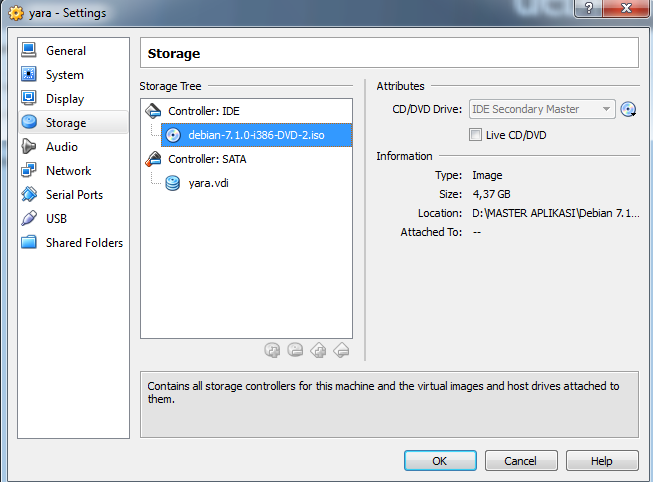 yara - Settings
General
System
Display
Storage
Audio
Network
Serial Ports
USB
Shared Folders
Storage
Storage Tree
Controller: IDE
debian-7.1.0-i386-DVD-2.iso
Controller: SATA
yara.vdi
Attributes
CD/DVD Drive: IDE Secondary Master
Live CD/DVD
Information
Type: Image
Size: 4,37 GB
Location: D:\MASTER APLIKASI\Debian 7.1...
Attached To: --
Contains all storage controllers for this machine and the virtual images and host drives attached to
them.
OK Cancel Help